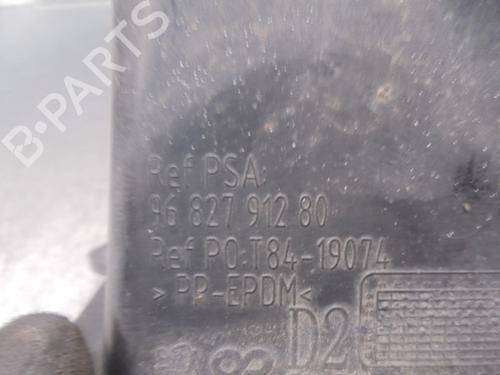 B-PARTS
Ref PSA:
96 827 912 80
Ref PO:T84-19074
>PP-EPDM<
D2